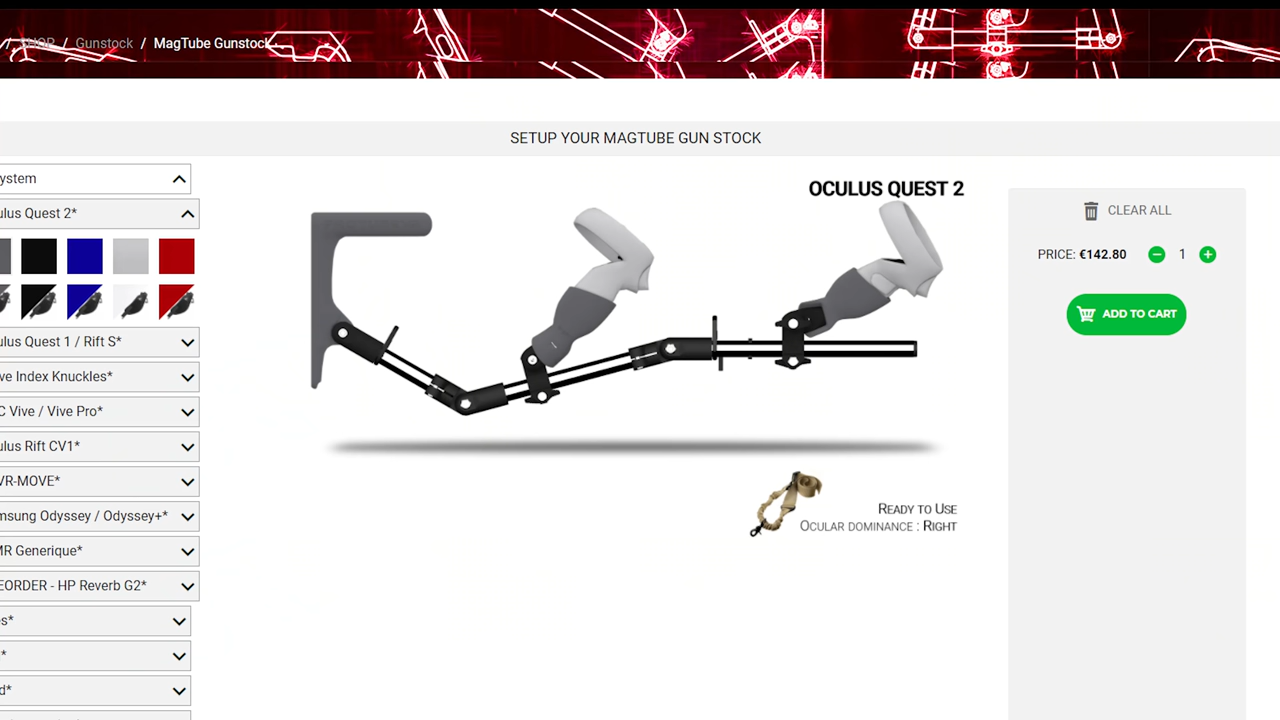 / SHOP / Gunstock / MagTube Gunstock
SETUP YOUR MAGTUBE GUN STOCK
ystem
ulus Quest 2*
ulus Quest 1 / Rift S*
ve Index Knuckles*
C Vive / Vive Pro*
ulus Rift CV1*
VR-MOVE*
msung Odyssey / Odyssey+*
MR Generique*
EORDER - HP Reverb G2*
es*
*
d*
OCULUS QUEST 2
READY TO USE
OCULAR DOMINANCE : RIGHT
CLEAR ALL
PRICE: €142.80 1
ADD TO CART